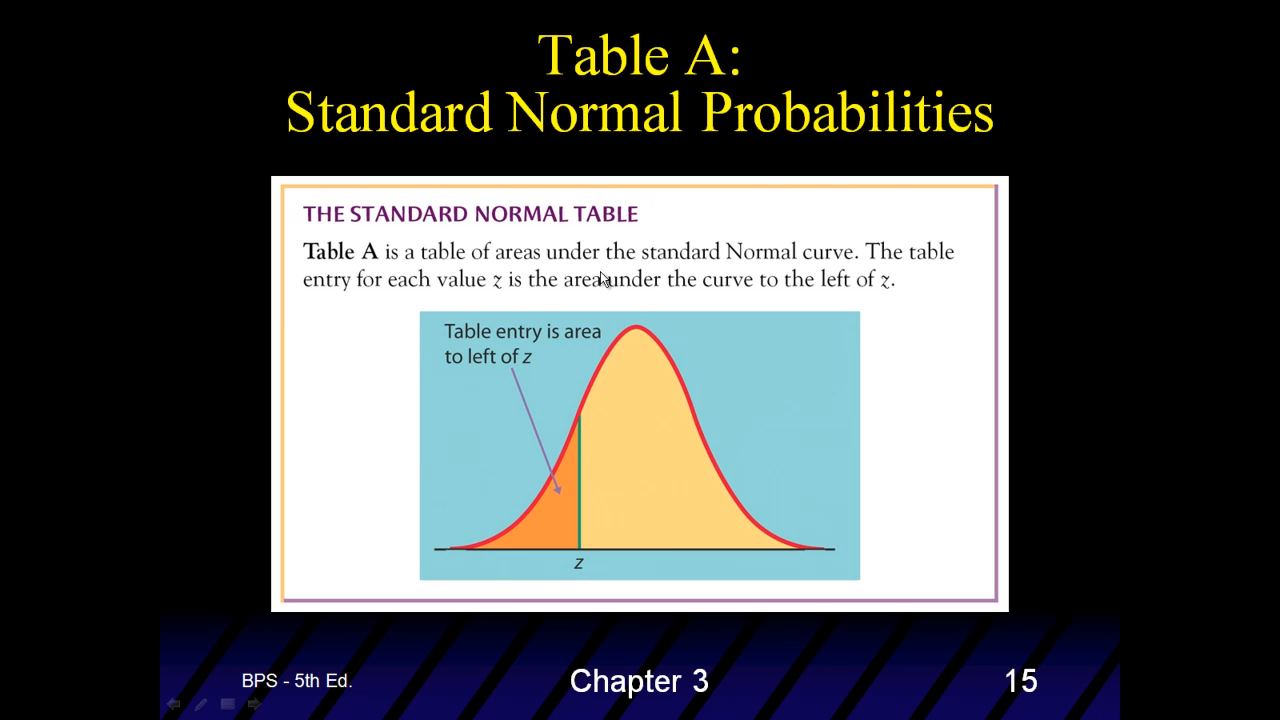 Table A:
Standard Normal Probabilities
THE STANDARD NORMAL TABLE
Table A is a table of areas under the standard Normal curve. The table
entry for each value z is the area under the curve to the left of z.
Table entry is area
to left of z
z
BPS - 5th Ed.
Chapter 3
15